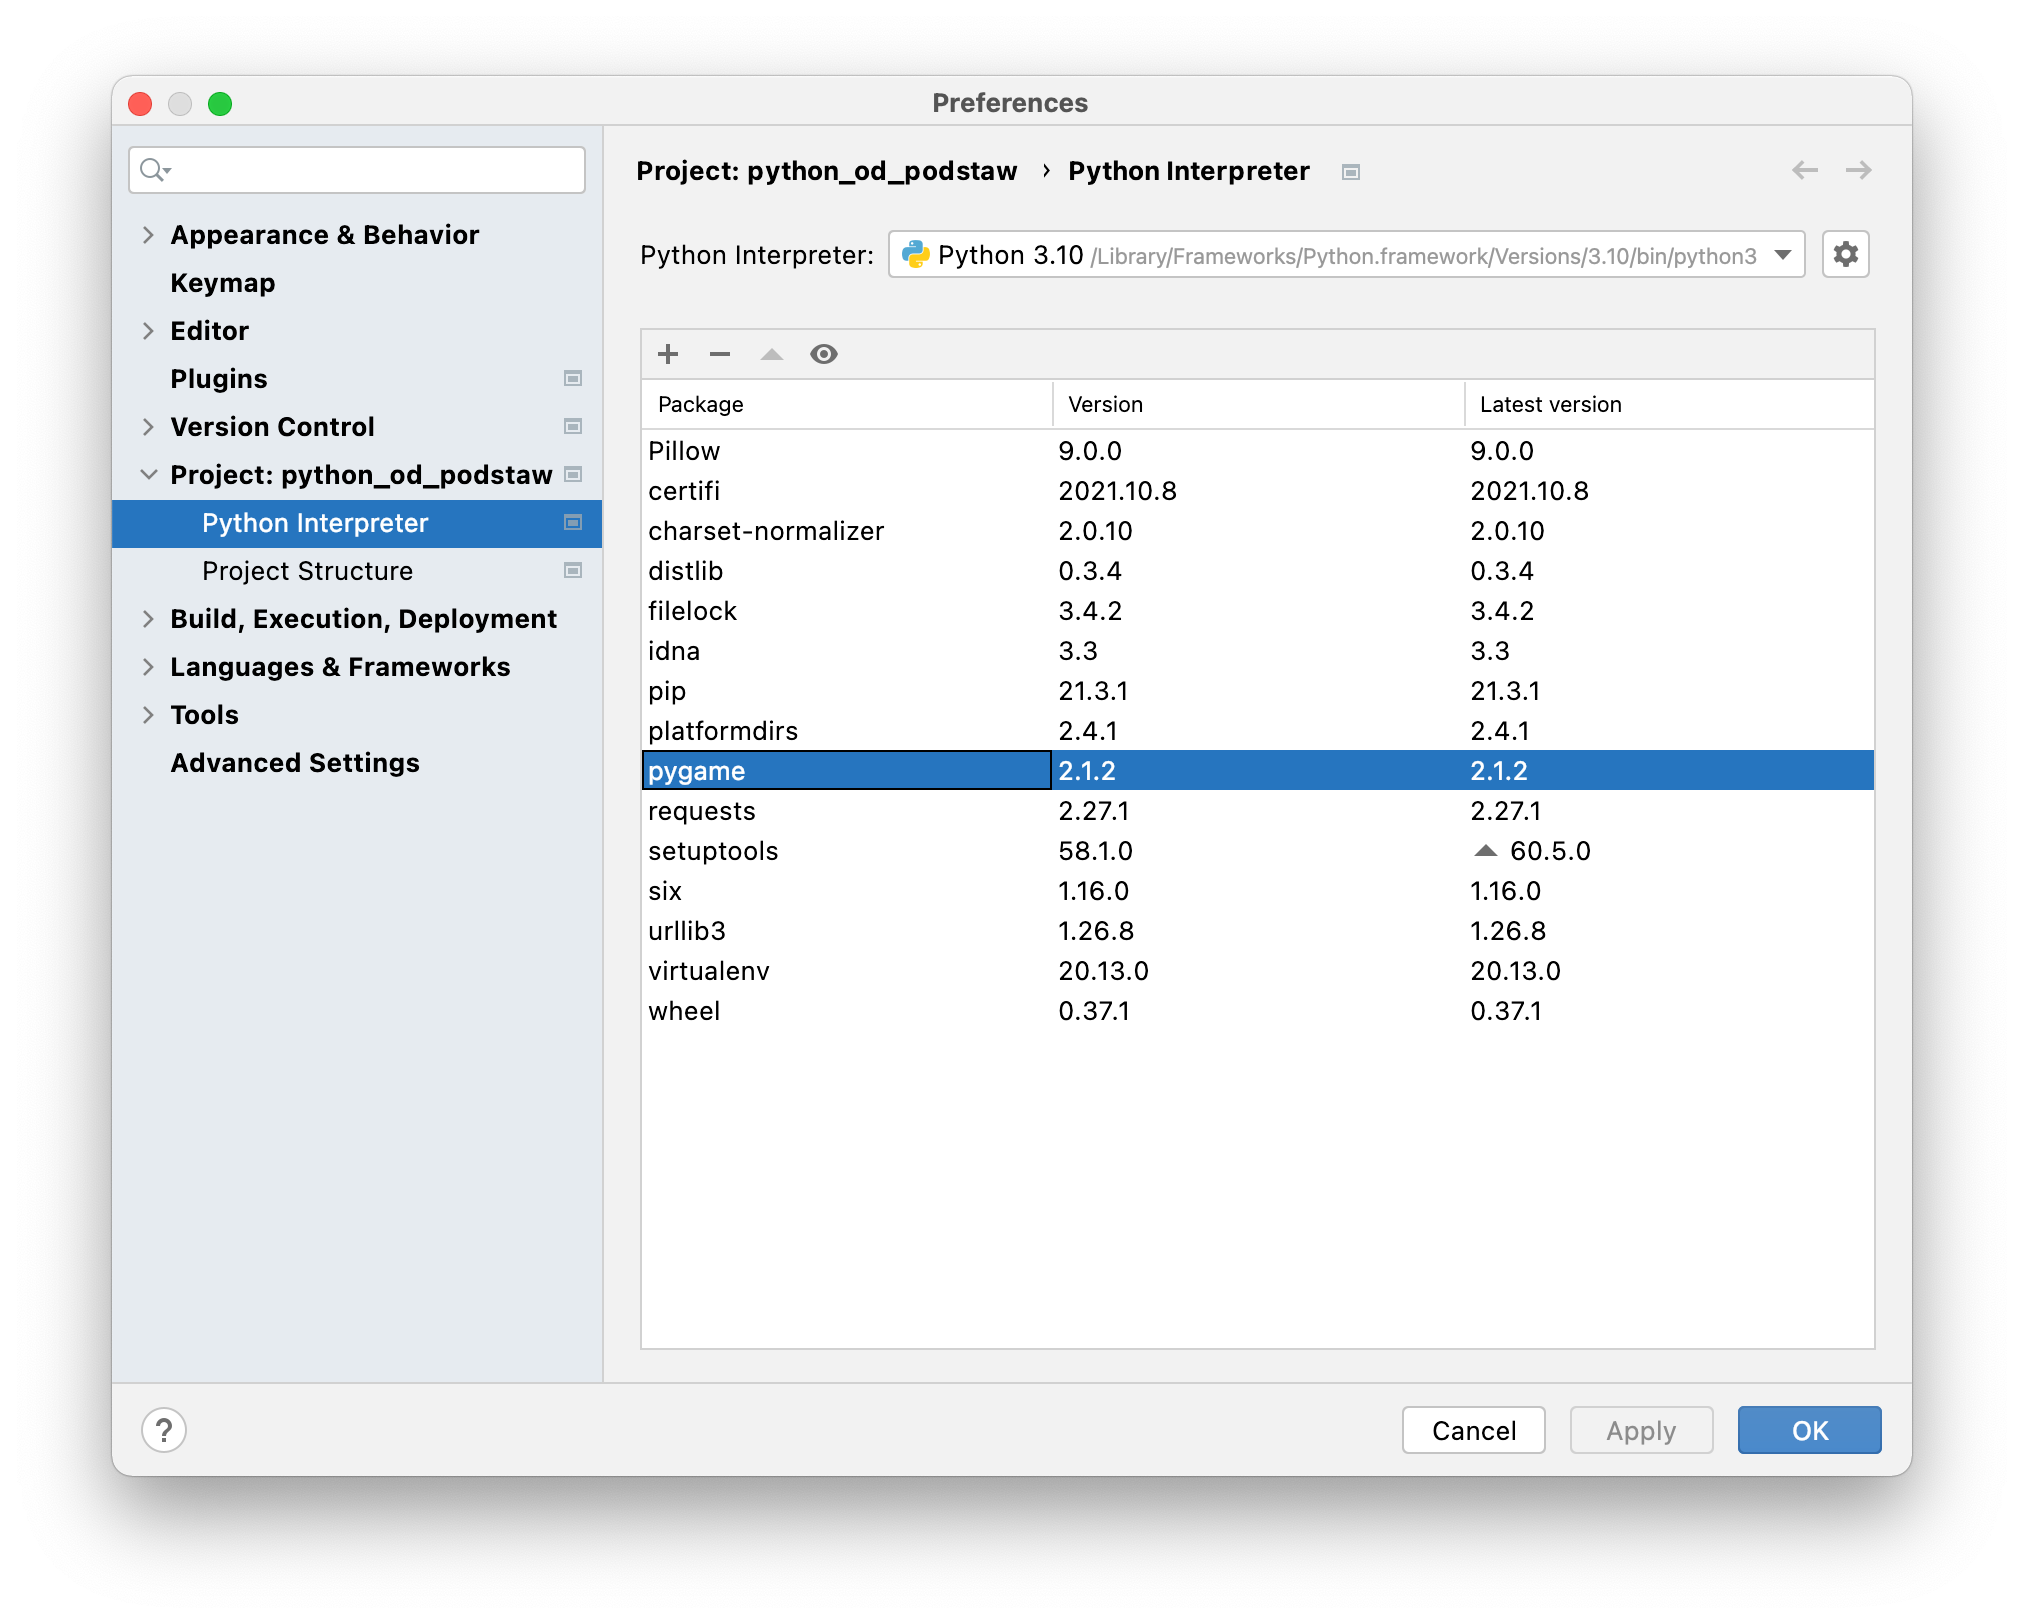 Preferences
Appearance & Behavior
Keymap
Editor
Plugins
Version Control
Project: python_od_podstaw
Python Interpreter
Project Structure
Build, Execution, Deployment
Languages & Frameworks
Tools
Advanced Settings
Project: python_od_podstaw › Python Interpreter
Python Interpreter: Python 3.10 /Library/Frameworks/Python.framework/Versions/3.10/bin/python3
Package Version Latest version
Pillow 9.0.0 9.0.0
certifi 2021.10.8 2021.10.8
charset-normalizer 2.0.10 2.0.10
distlib 0.3.4 0.3.4
filelock 3.4.2 3.4.2
idna 3.3 3.3
pip 21.3.1 21.3.1
platformdirs 2.4.1 2.4.1
pygame 2.1.2 2.1.2
requests 2.27.1 2.27.1
setuptools 58.1.0 60.5.0
six 1.16.0 1.16.0
urllib3 1.26.8 1.26.8
virtualenv 20.13.0 20.13.0
wheel 0.37.1 0.37.1
? Cancel Apply OK